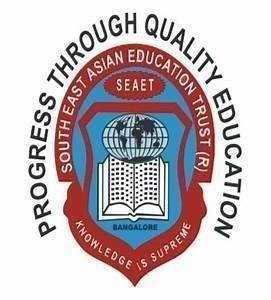 PROGRESS THROUGH QUALITY EDUCATION
SOUTH EAST ASIAN EDUCATION TRUST (R)
SEAET
BANGALORE
KNOWLEDGE IS SUPREME